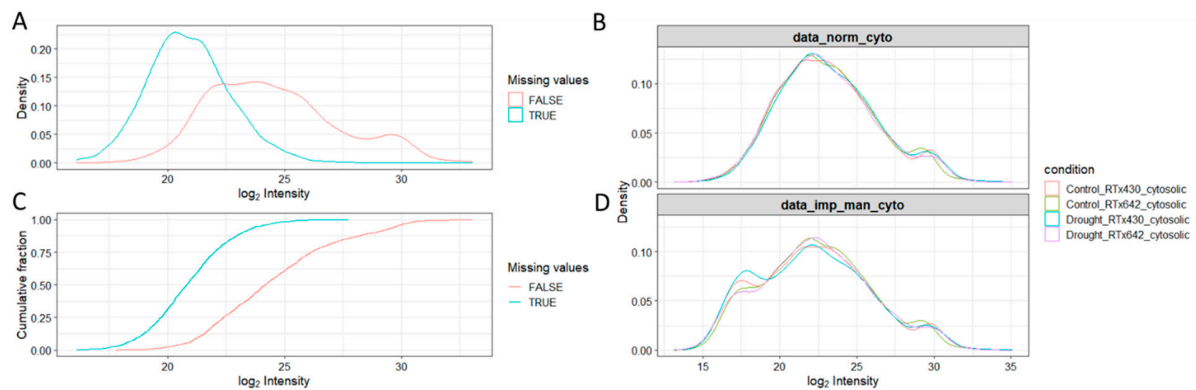 A
0.20
0.15
0.10
0.05
0.00
Density
20
25
30
log2 Intensity
Missing values
FALSE
TRUE
B
data_norm_cyto
0.10
0.05
0.00
C
1.00
0.75
0.50
0.25
0.00
Cumulative fraction
20
25
30
log2 Intensity
Missing values
FALSE
TRUE
D
data_imp_man_cyto
Density
0.10
0.05
0.00
15
20
25
30
35
log2 Intensity
condition
Control_RTx430_cytosolic
Control_RTx642_cytosolic
Drought_RTx430_cytosolic
Drought_RTx642_cytosolic